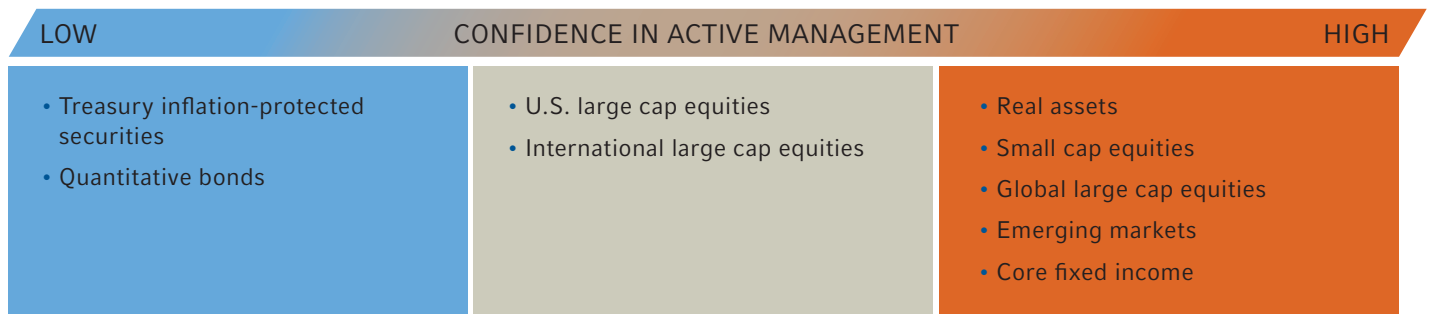 LOW CONFIDENCE IN ACTIVE MANAGEMENT HIGH
• Treasury inflation-protected
securities
• Quantitative bonds
• U.S. large cap equities
• International large cap equities
• Real assets
• Small cap equities
• Global large cap equities
• Emerging markets
• Core fixed income